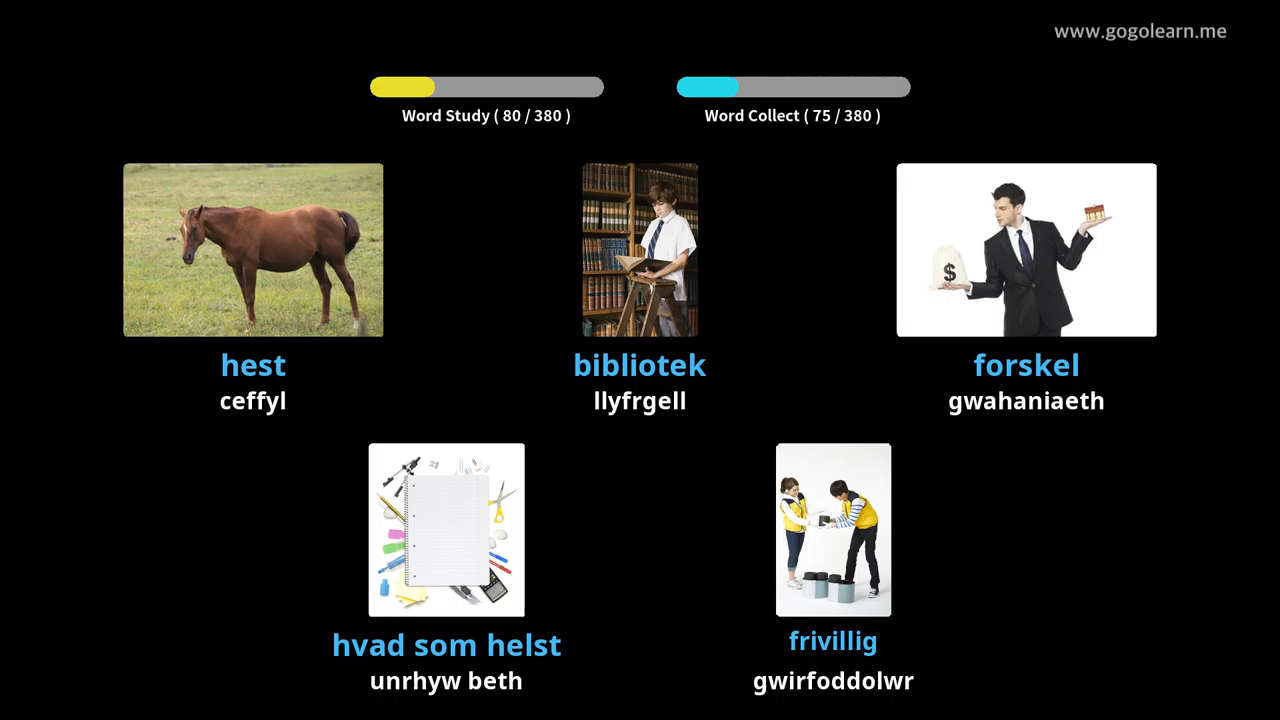 www.gogolearn.me
Word Study ( 80 / 380 )
Word Collect ( 75 / 380 )
$
hest
ceffyl
bibliotek
llyfrgell
forskel
gwahaniaeth
hvad som helst
unrhyw beth
frivillig
gwirfoddolwr